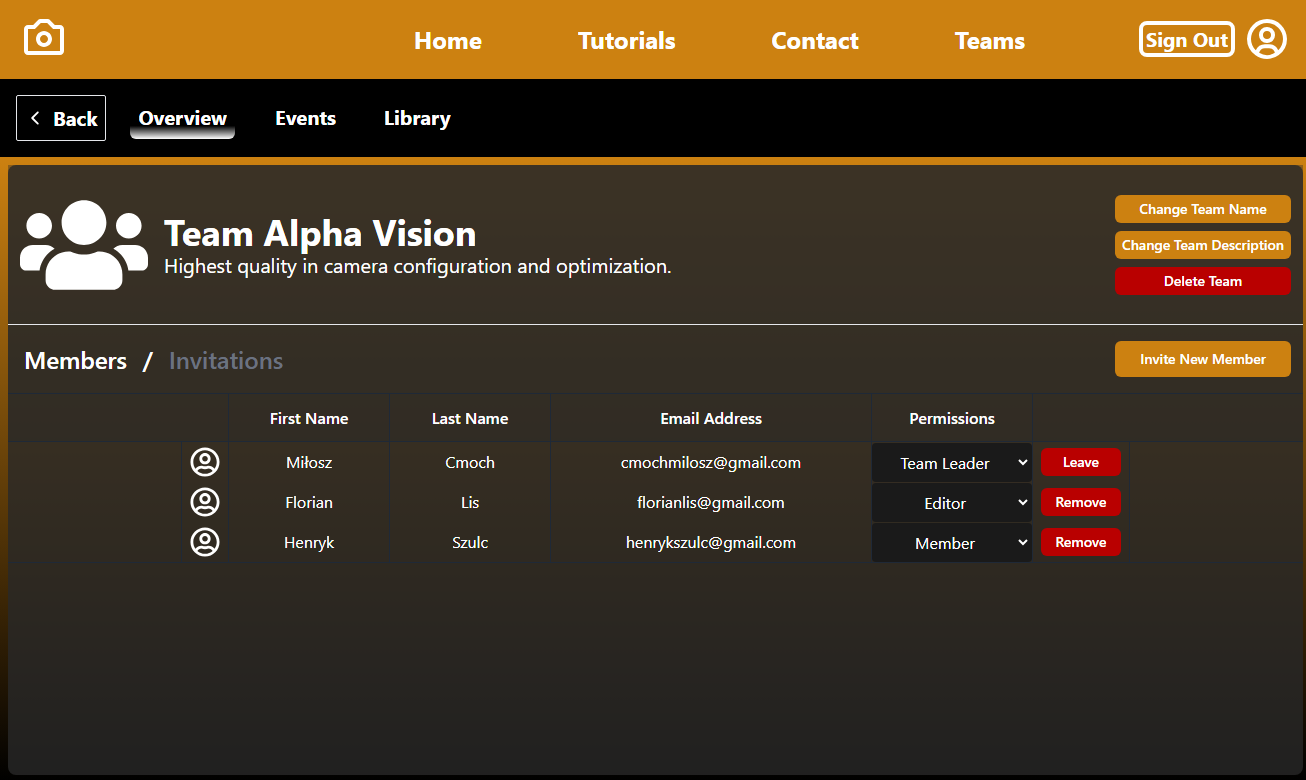 Home Tutorials Contact Teams Sign Out
Back Overview Events Library
Team Alpha Vision
Highest quality in camera configuration and optimization.
Change Team Name
Change Team Description
Delete Team
Members / Invitations
Invite New Member
First Name Last Name Email Address Permissions
Miłosz Cmoch cmochmilosz@gmail.com Team Leader Leave
Florian Lis florianlis@gmail.com Editor Remove
Henryk Szulc henrykszulc@gmail.com Member Remove